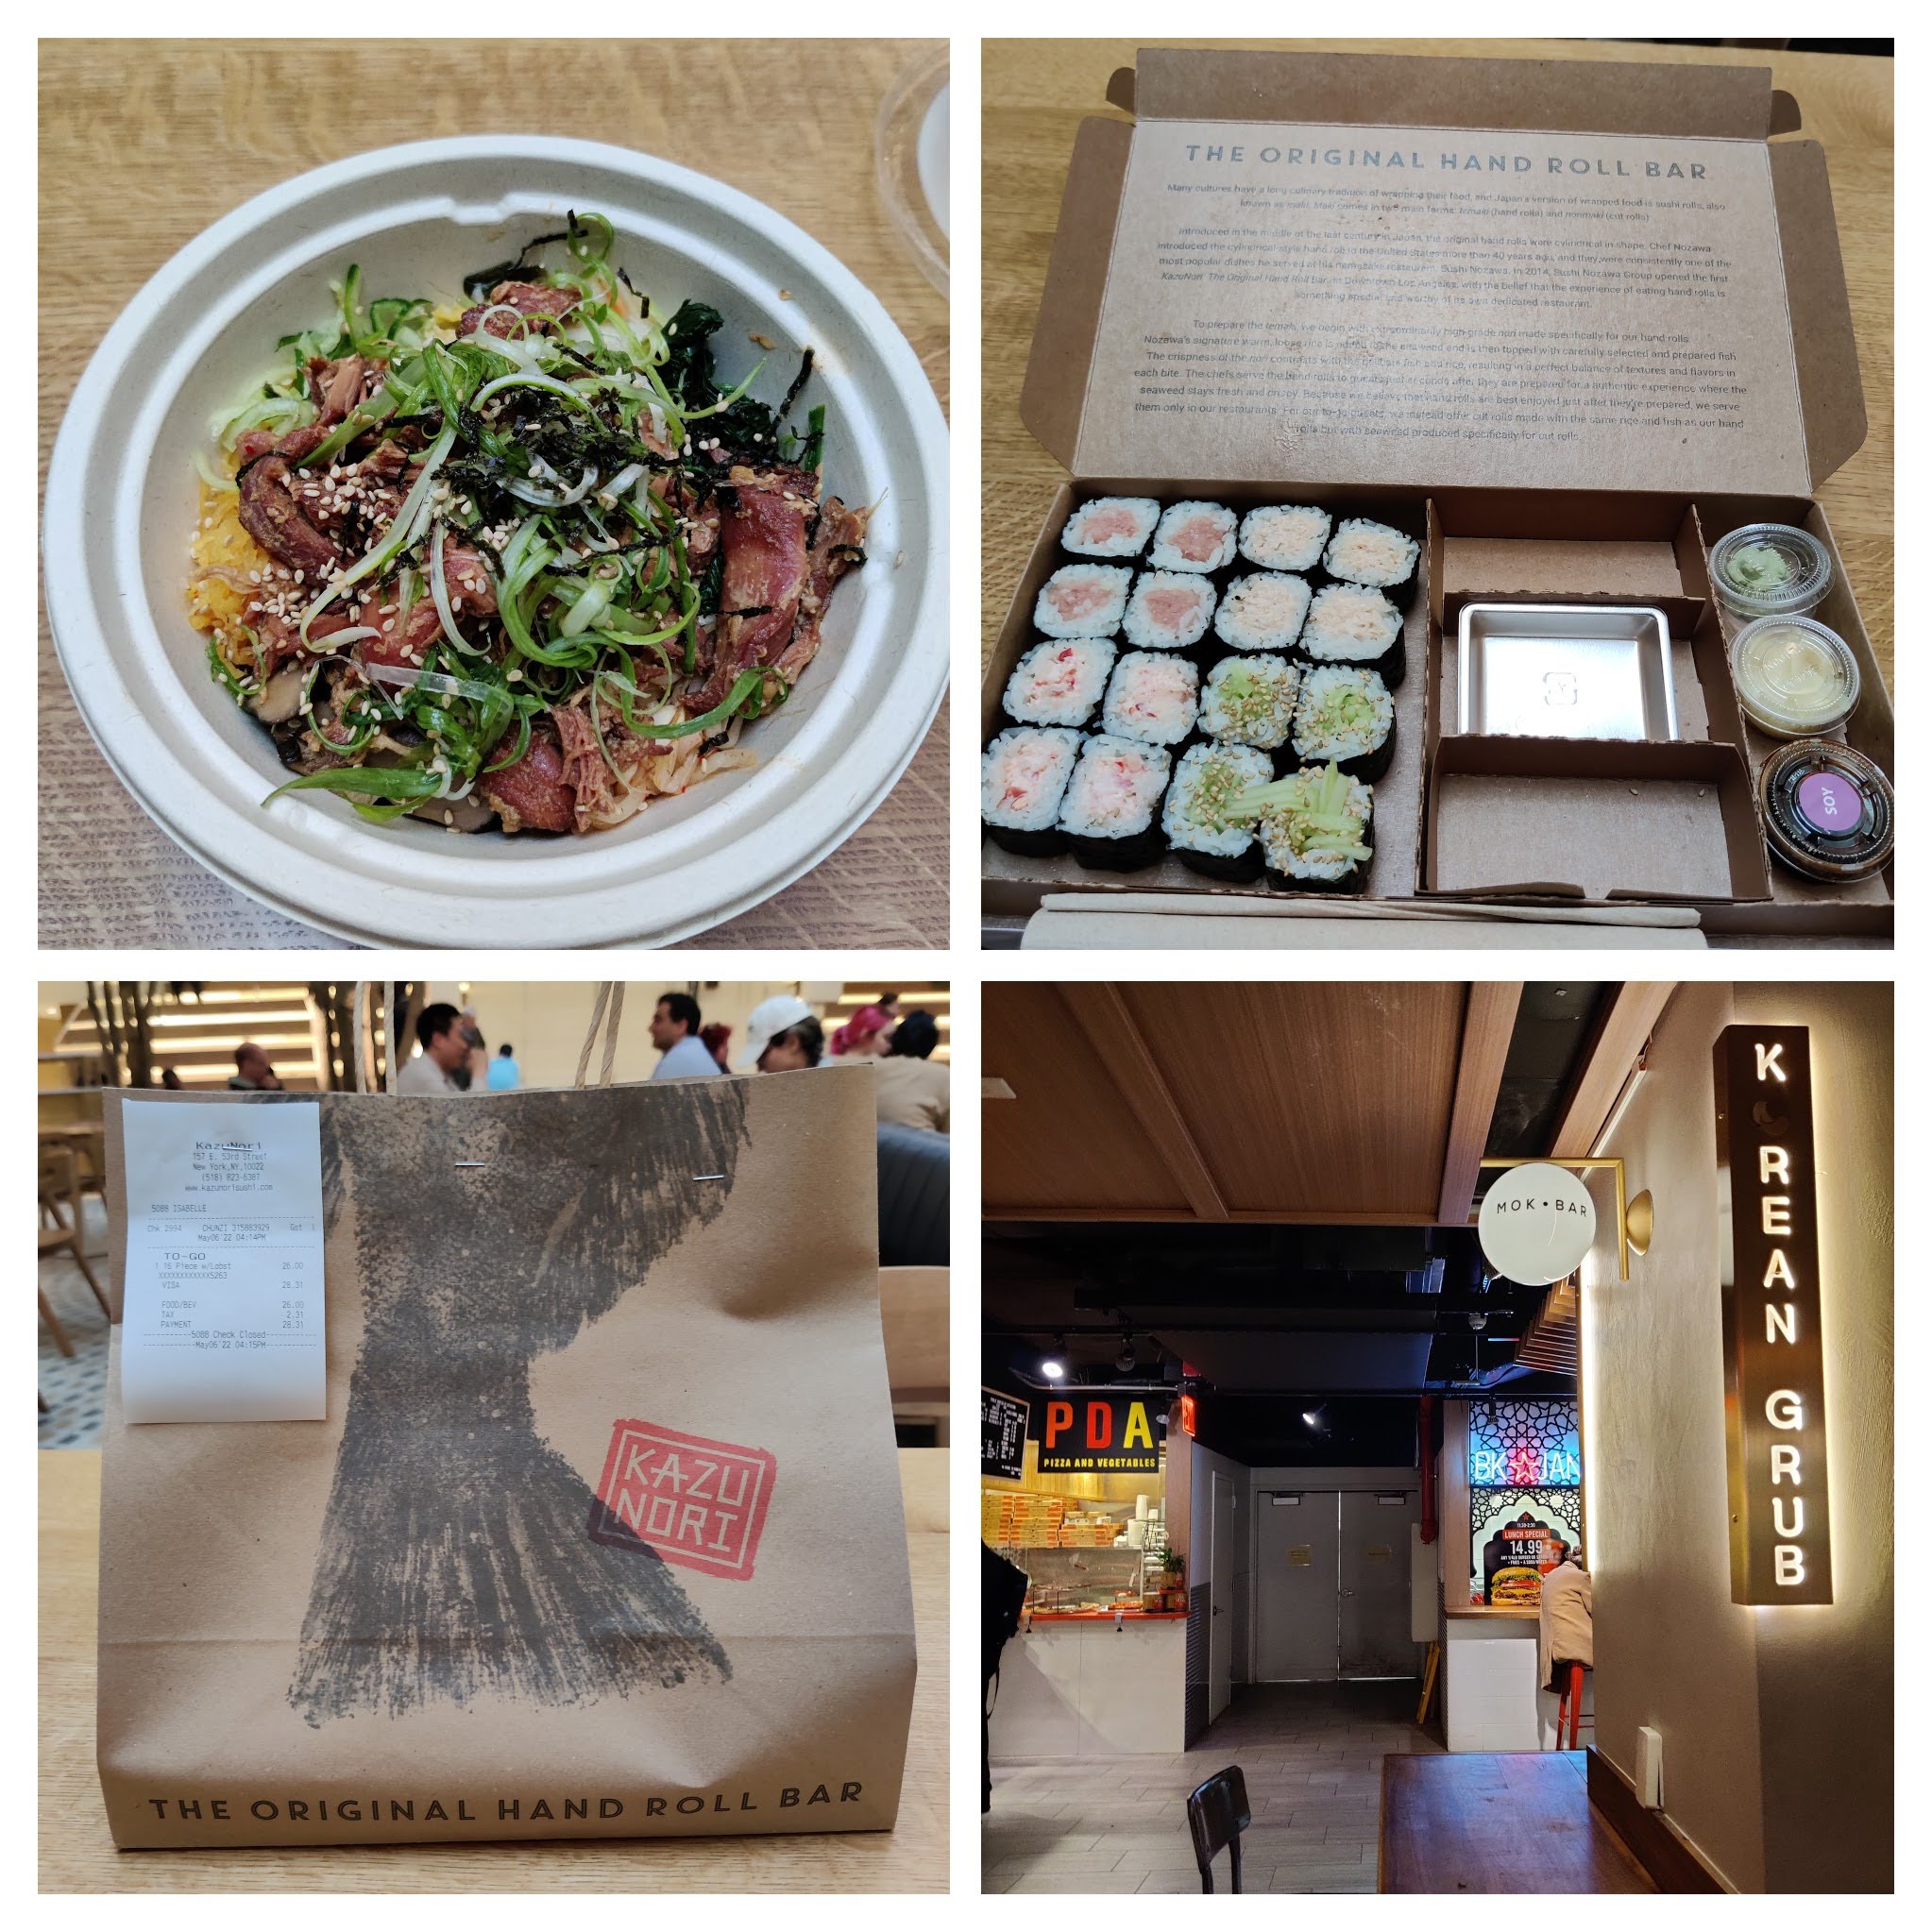 THE ORIGINAL HAND ROLL BAR
Many cultures have a long culinary tradition of wrapping their food, and Japan's version of wrapped food is sushi rolls, also
known as maki. Maki comes in two main forms: temaki (hand rolls) and norimaki (cut rolls)
Introduced in the middle of the last century in Japan, the original hand rolls were cylindrical in shape. Chef Nozawa
introduced the cylindrical-style hand roll to the United States more than 40 years ago, and they were consistently one of the
most popular dishes he served at his namesake restaurant, Sushi Nozawa. In 2014, Sushi Nozawa Group opened the first
KazuNori: The Original Hand Roll Bar in Downtown Los Angeles, with the belief that the experience of eating hand rolls is
something special and worthy of its own dedicated restaurant.
To prepare the temaki, we begin with extraordinarily high-grade nori made specifically for our hand rolls
Nozawa's signature warm, loose rice is added to the seaweed and is then topped with carefully selected and prepared fish
The crispness of the nori contrasts with the fish and rice, resulting in a perfect balance of textures and flavors in
each bite. The chefs serve the hand rolls to guests seconds after they are prepared for a authentic experience where the
seaweed stays fresh and crispy. Because we believe that hand rolls are best enjoyed just after they're prepared, we serve
them only in our restaurants. For our to-go guests, we instead offer cut rolls made with the same rice and fish as our hand
rolls but with seaweed produced specifically for cut rolls.
SOY
KazuNori
157 E. 53rd Street
New York, NY, 10022
(518) 823-6387
www.kazunorisushi.com
5088 ISABELLE
Chk 2994 CHUNZI 315883929 Gst 1
May06'22 04:14PM
TO-GO
1 16 Piece w/Lobst 26.00
XXXXXXXXXXXX5263
VISA 28.31
FOOD/BEV 26.00
TAX 2.31
PAYMENT 28.31
5088 Check Closed
May06'22 04:15PM
KAZU
NORI
THE ORIGINAL HAND ROLL BAR
K REAN GRUB
MOK • BAR
PDA
PIZZA AND VEGETABLES
BK JAN
LUNCH SPECIAL
14.99